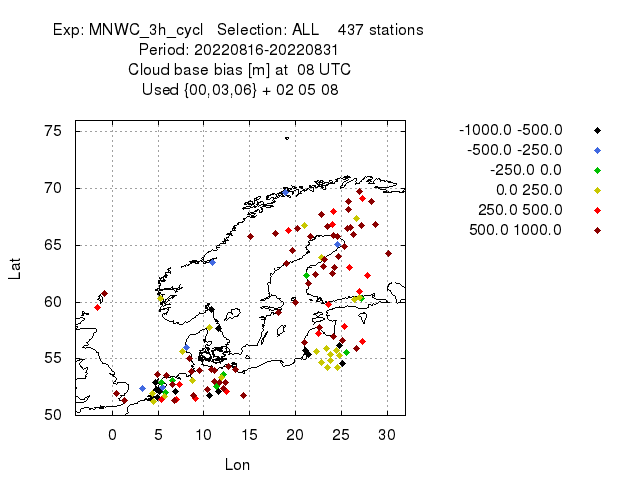 Exp: MNWC_3h_cycl Selection: ALL 437 stations
Period: 20220816-20220831
Cloud base bias [m] at 08 UTC
Used {00,03,06} + 02 05 08
75
70
65
60
55
50
Lat
0 5 10 15 20 25 30
Lon
-1000.0 -500.0
-500.0 -250.0
-250.0 0.0
0.0 250.0
250.0 500.0
500.0 1000.0